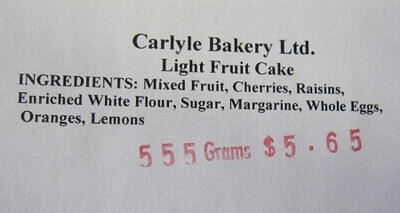 Carlyle Bakery Ltd.
Light Fruit Cake
INGREDIENTS: Mixed Fruit, Cherries, Raisins,
Enriched White Flour, Sugar, Margarine, Whole Eggs,
Oranges, Lemons
555 Grams $5.65